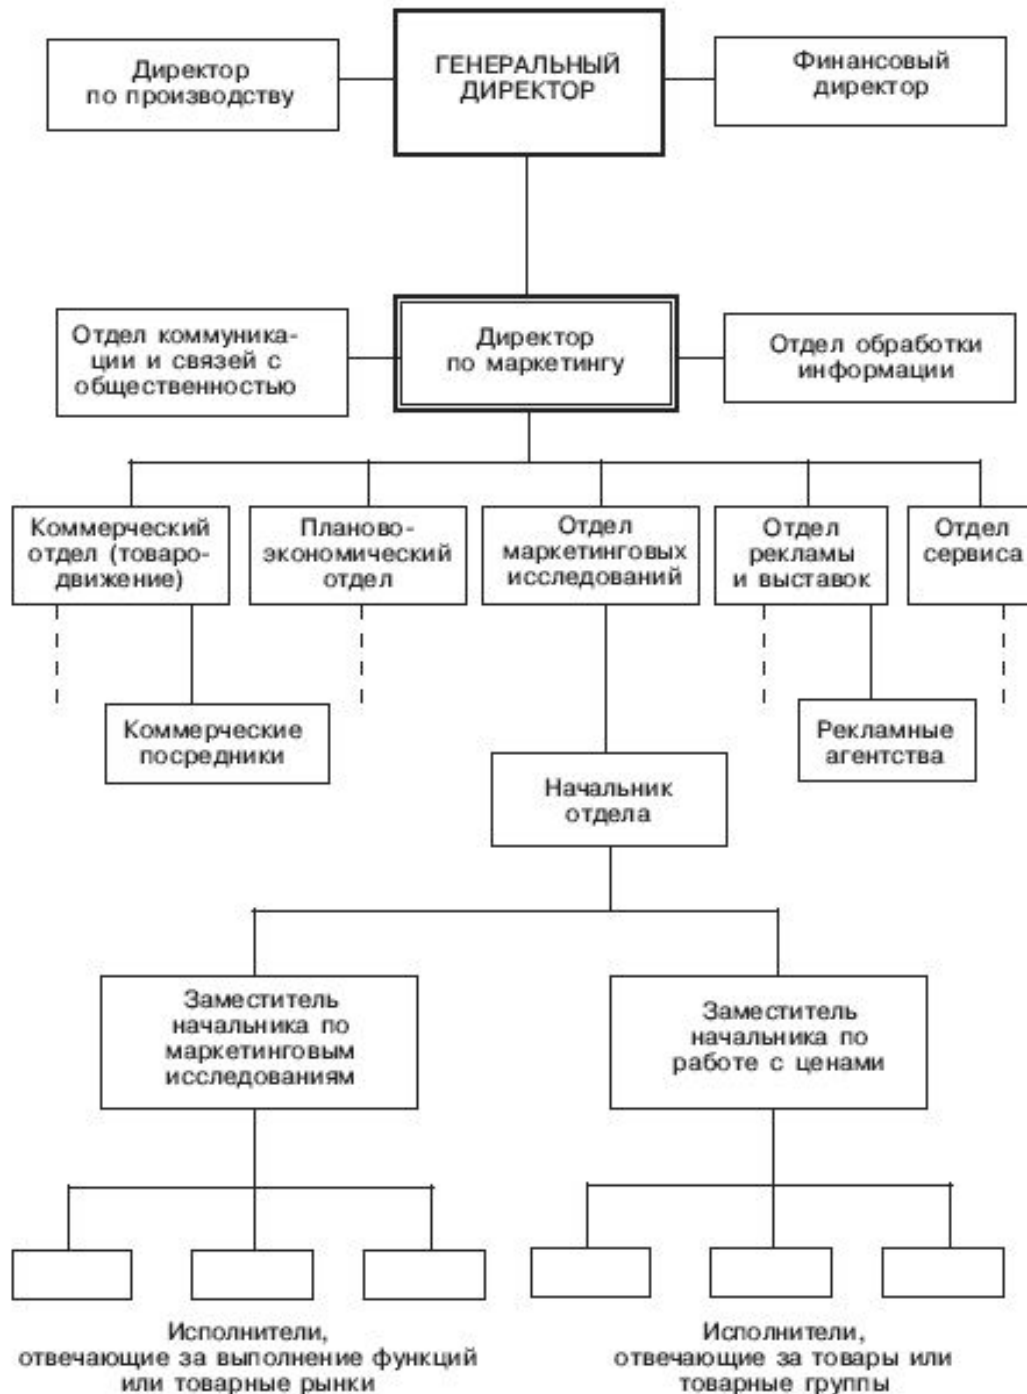 Директор
по производству
ГЕНЕРАЛЬНЫЙ
ДИРЕКТОР
Финансовый
директор
Отдел коммуника-
ции и связей с
общественностью
Директор
по маркетингу
Отдел обработки
информации
Коммерческий
отдел (товаро-
движение)
Планово-
экономический
отдел
Отдел
маркетинговых
исследований
Отдел
рекламы
и выставок
Отдел
сервиса
Коммерческие
посредники
Рекламные
агентства
Начальник
отдела
Заместитель
начальника по
маркетинговым
исследованиям
Заместитель
начальника по
работе с ценами
Исполнители,
отвечающие за выполнение функций
или товарные рынки
Исполнители,
отвечающие за товары или
товарные группы